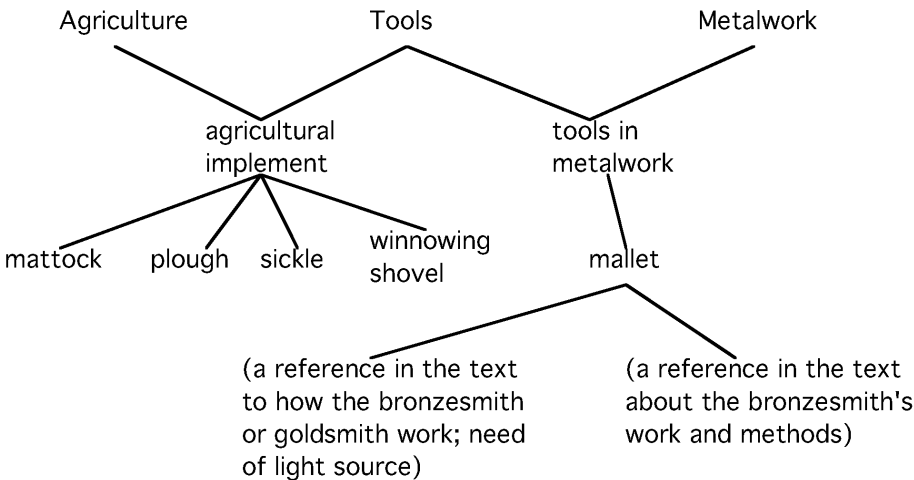 Agriculture
Tools
Metalwork
agricultural
implement
tools in
metalwork
mattock
plough
sickle
winnowing
shovel
mallet
(a reference in the text
to how the bronzesmith
or goldsmith work; need
of light source)
(a reference in the text
about the bronzesmith's
work and methods)